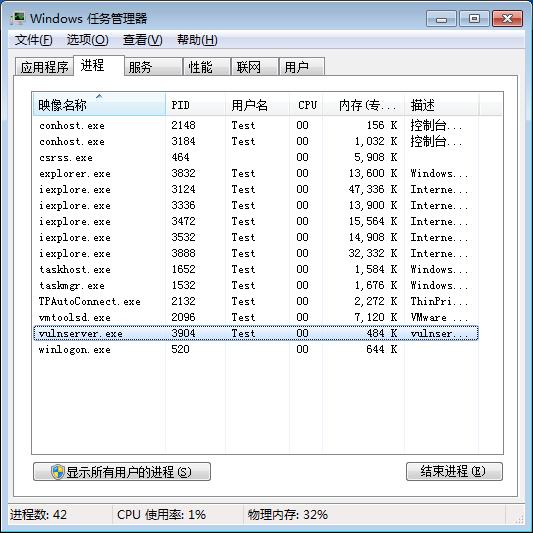 Windows 任务管理器
文件(F) 选项(O) 查看(V) 帮助(H)
应用程序 进程 服务 性能 联网 用户
映像名称 PID 用户名 CPU 内存(专... 描述
conhost.exe 2148 Test 00 156 K 控制台...
conhost.exe 3184 Test 00 1,032 K 控制台...
csrss.exe 464 00 5,908 K
explorer.exe 3832 Test 00 13,600 K Windows...
iexplore.exe 3124 Test 00 47,336 K Interne...
iexplore.exe 3336 Test 00 13,900 K Interne...
iexplore.exe 3472 Test 00 15,564 K Interne...
iexplore.exe 3532 Test 00 14,908 K Interne...
iexplore.exe 3888 Test 00 32,332 K Interne...
taskhost.exe 1652 Test 00 1,584 K Windows...
taskmgr.exe 1532 Test 00 1,676 K Windows...
TPAutoConnect.exe 2132 Test 00 2,272 K ThinPri...
vmtoolsd.exe 2096 Test 00 7,120 K VMware ...
vulnserver.exe 3904 Test 00 484 K vulnser...
winlogon.exe 520 00 644 K
显示所有用户的进程(S) 结束进程(E)
进程数: 42 CPU 使用率: 1% 物理内存: 32%